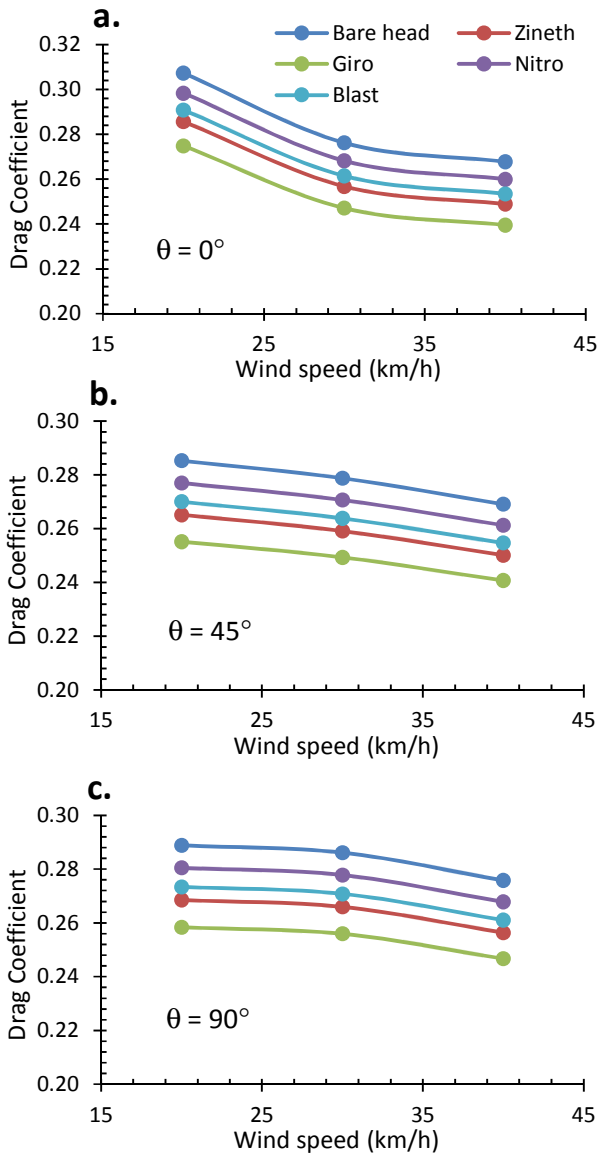 a.
Bare head Zineth
Giro Nitro
Blast
0.32
0.30
0.28
0.26
0.24
0.22
0.20
Drag Coefficient
θ = 0°
15 25 35 45
Wind speed (km/h)
b.
0.30
0.28
0.26
0.24
0.22
0.20
Drag Coefficient
θ = 45°
15 25 35 45
Wind speed (km/h)
c.
0.30
0.28
0.26
0.24
0.22
0.20
Drag Coefficient
θ = 90°
15 25 35 45
Wind speed (km/h)